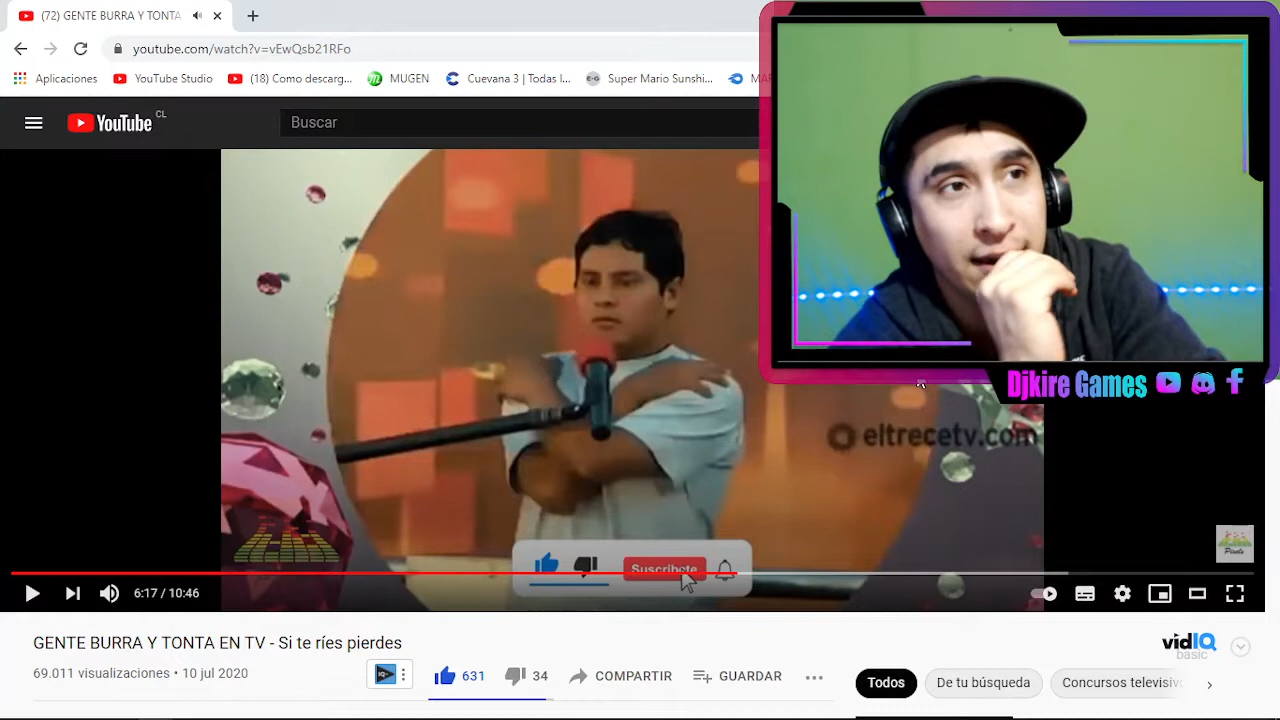 (72) GENTE BURRA Y TONTA
youtube.com/watch?v=vEwQsb21RFo
Aplicaciones YouTube Studio (18) Como descarg... MUGEN Cuevana 3 | Todas l... Super Mario Sunshi...
YouTube CL Buscar
Djkire Games
eltrecetv.com
Pixels
Suscribete
6:17 / 10:46
GENTE BURRA Y TONTA EN TV - Si te ríes pierdes
vidIQ
basic
69.011 visualizaciones • 10 jul 2020
631 34 COMPARTIR GUARDAR
Todos De tu búsqueda Concursos televisiv